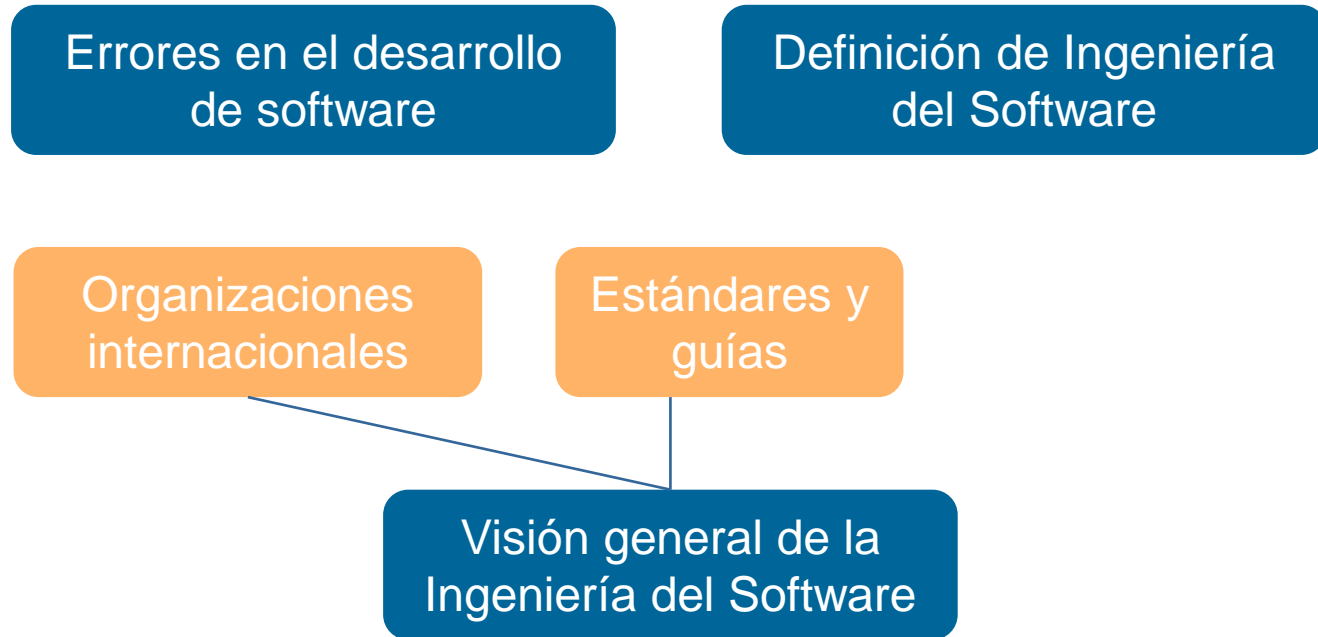 Errores en el desarrollo
de software
Definición de Ingeniería
del Software
Organizaciones
internacionales
Estándares y
guías
Visión general de la
Ingeniería del Software